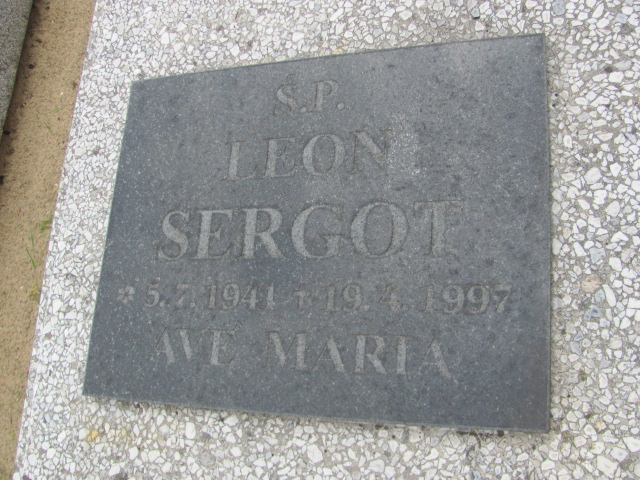 S.P.
LEON
SERGOT
* 5.7.1941 + 19.4.1997
AVE MARIA